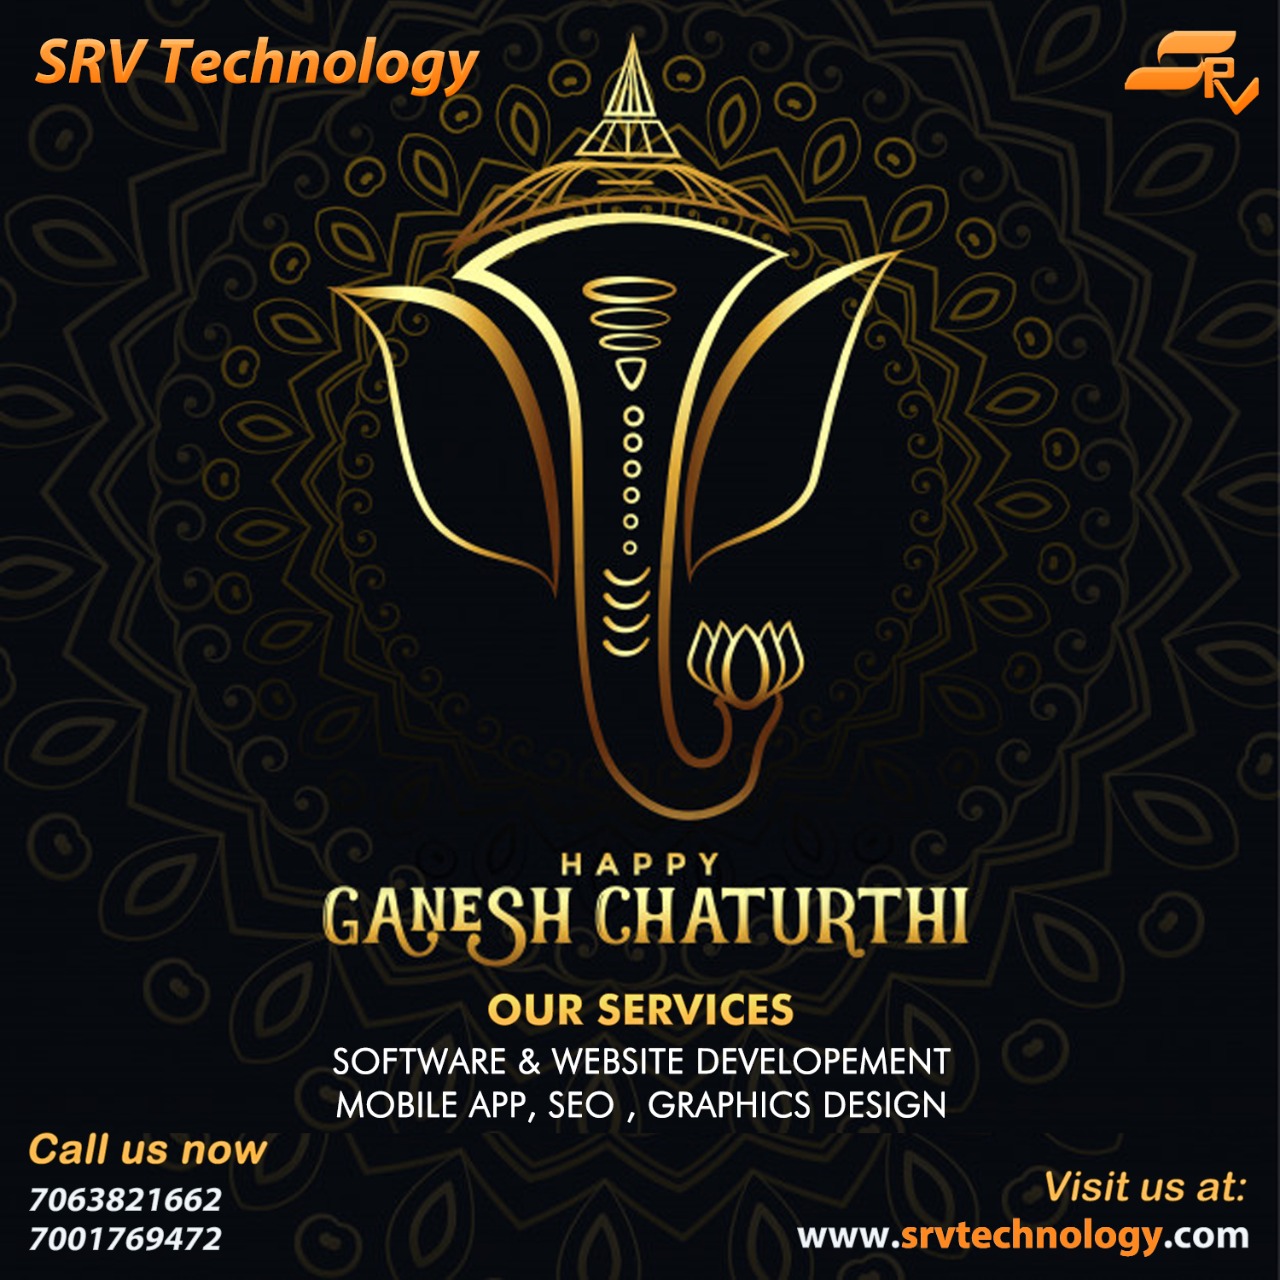 SRV Technology
SRV
HAPPY
GANESH CHATURTHI
OUR SERVICES
SOFTWARE & WEBSITE DEVELOPEMENT
MOBILE APP, SEO , GRAPHICS DESIGN
Call us now
7063821662
7001769472
Visit us at:
www.srvtechnology.com